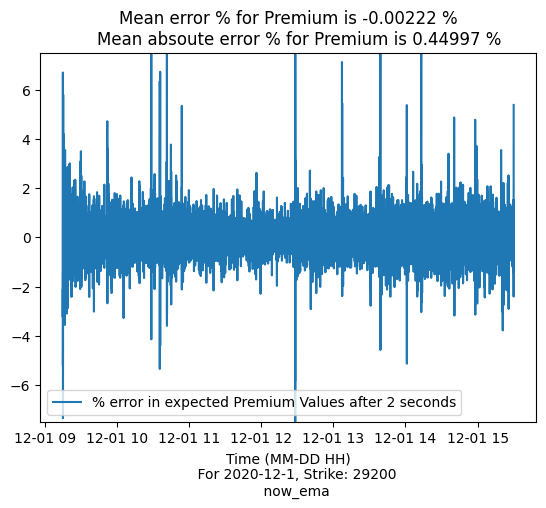 Mean error % for Premium is -0.00222 %
Mean absoute error % for Premium is 0.44997 %
6
4
2
0
−2
−4
−6
% error in expected Premium Values after 2 seconds
12-01 09 12-01 10 12-01 11 12-01 12 12-01 13 12-01 14 12-01 15
Time (MM-DD HH)
For 2020-12-1, Strike: 29200
now_ema